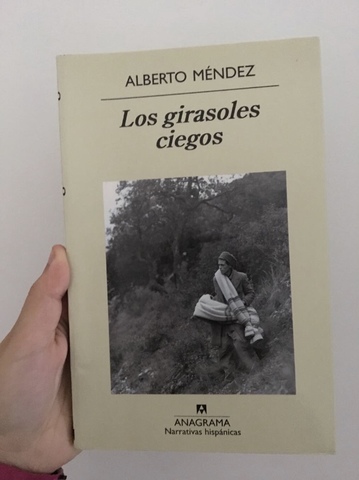 ALBERTO MÉNDEZ
Los girasoles
ciegos
ANAGRAMA
Narrativas hispánicas